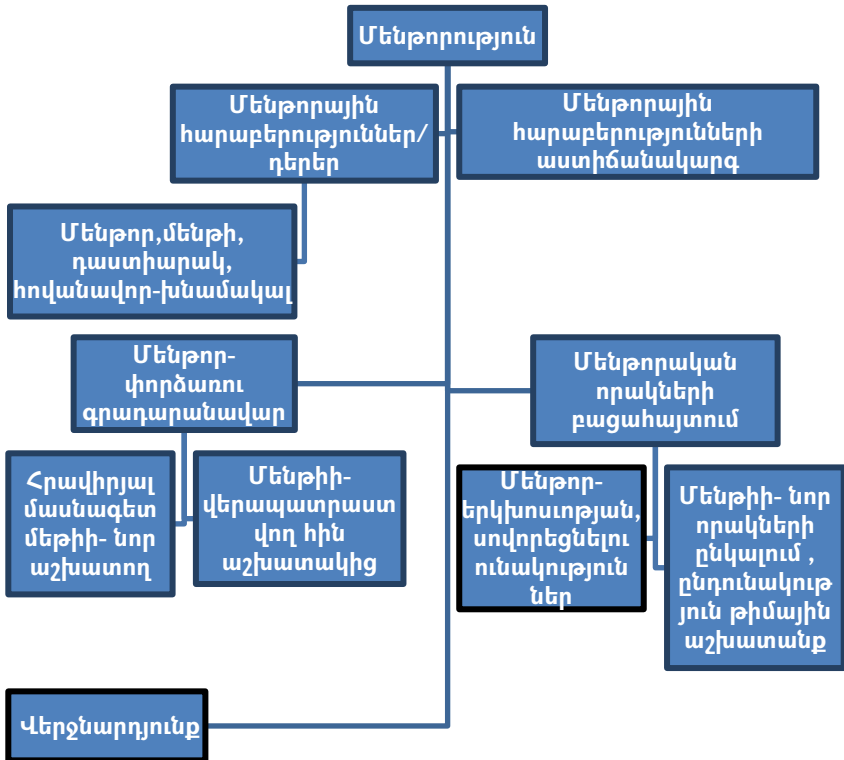 Մենթորություն
Մենթորային
հարաբերություններ/
դերեր
Մենթորային
հարաբերությունների
աստիճանակարգ
Մենթոր,մենթի,
դաստիարակ,
հովանավոր-խնամակալ
Մենթոր-
փորձառու
գրադարանավար
Մենթորական
որակների
բացահայտում
Հրավիրյալ
մասնագետ
մեթիի- նոր
աշխատող
Մենթիի-
վերապատրաստ
վող հին
աշխատակից
Մենթոր-
երկխոսւոթյան,
սովորեցնելու
ունակություն
ներ
Մենթիի- նոր
որակների
ընկալում ,
ընդունակութ
յուն թիմային
աշխատանք
Վերջնարդյունք